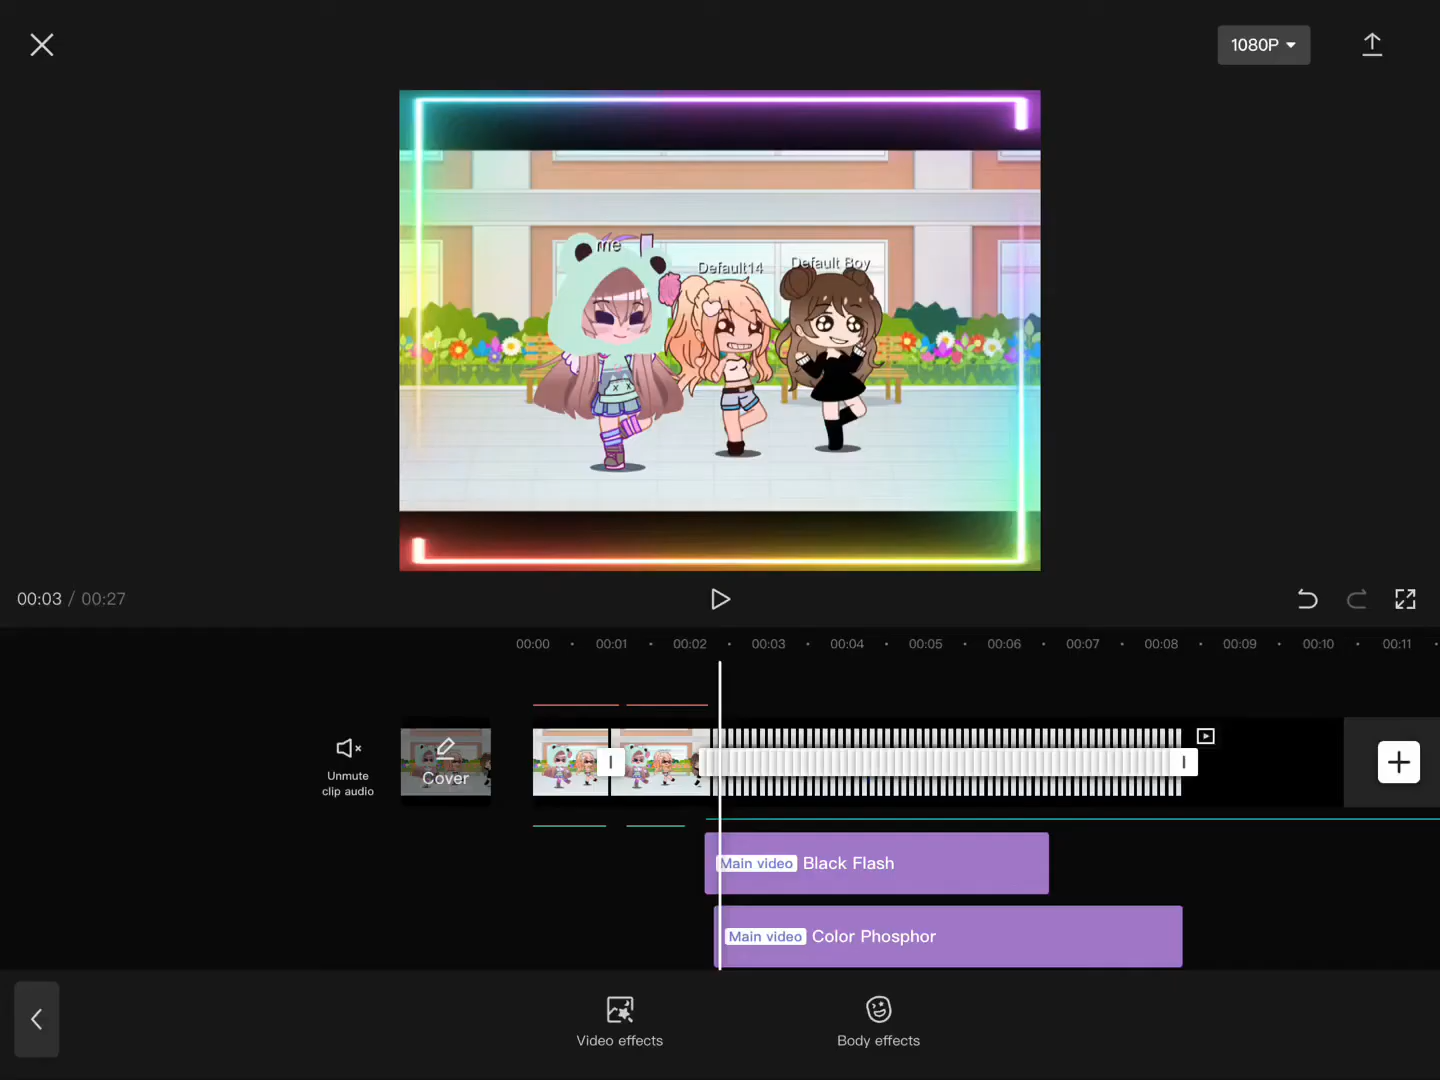 1080P
me
Default14
Default Boy
00:03 / 00:27
00:00 00:01 00:02 00:03 00:04 00:05 00:06 00:07 00:08 00:09 00:10 00:11
Unmute
clip audio
Cover
Main video Black Flash
Main video Color Phosphor
Video effects
Body effects